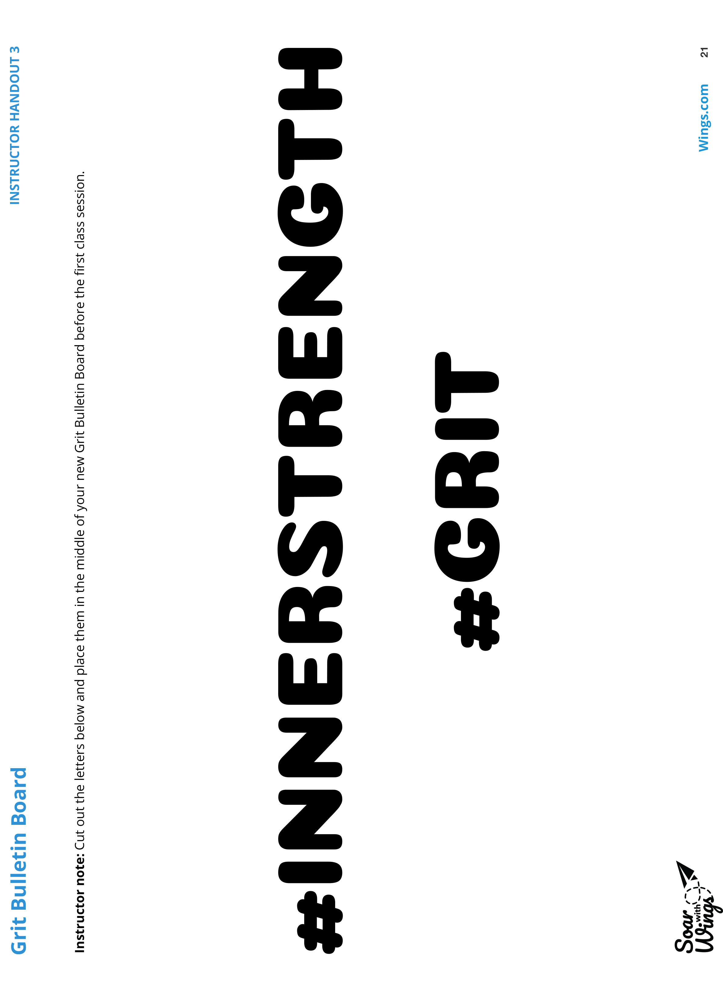 Grit Bulletin Board
INSTRUCTOR HANDOUT 3
Instructor note: Cut out the letters below and place them in the middle of your new Grit Bulletin Board before the first class session.
#INNERSTRENGTH
#GRIT
Soar
with
Wings
Wings.com 21